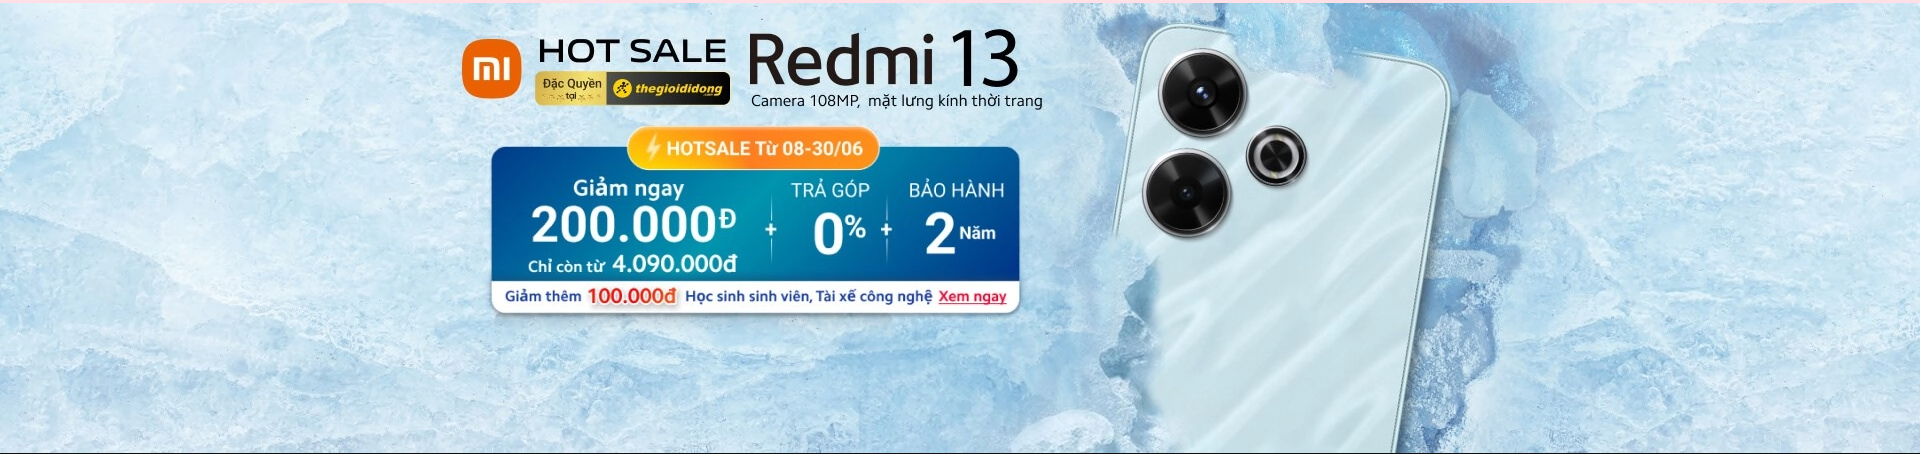 mi
HOT SALE
Đặc Quyền
tại
thegioididong
.com
Redmi 13
Camera 108MP, mặt lưng kính thời trang
HOTSALE Từ 08-30/06
Giảm ngay
200.000Đ
Chỉ còn từ 4.090.000đ
+
TRẢ GÓP
0%
+
BẢO HÀNH
2 Năm
Giảm thêm 100.000đ Học sinh sinh viên, Tài xế công nghệ Xem ngay